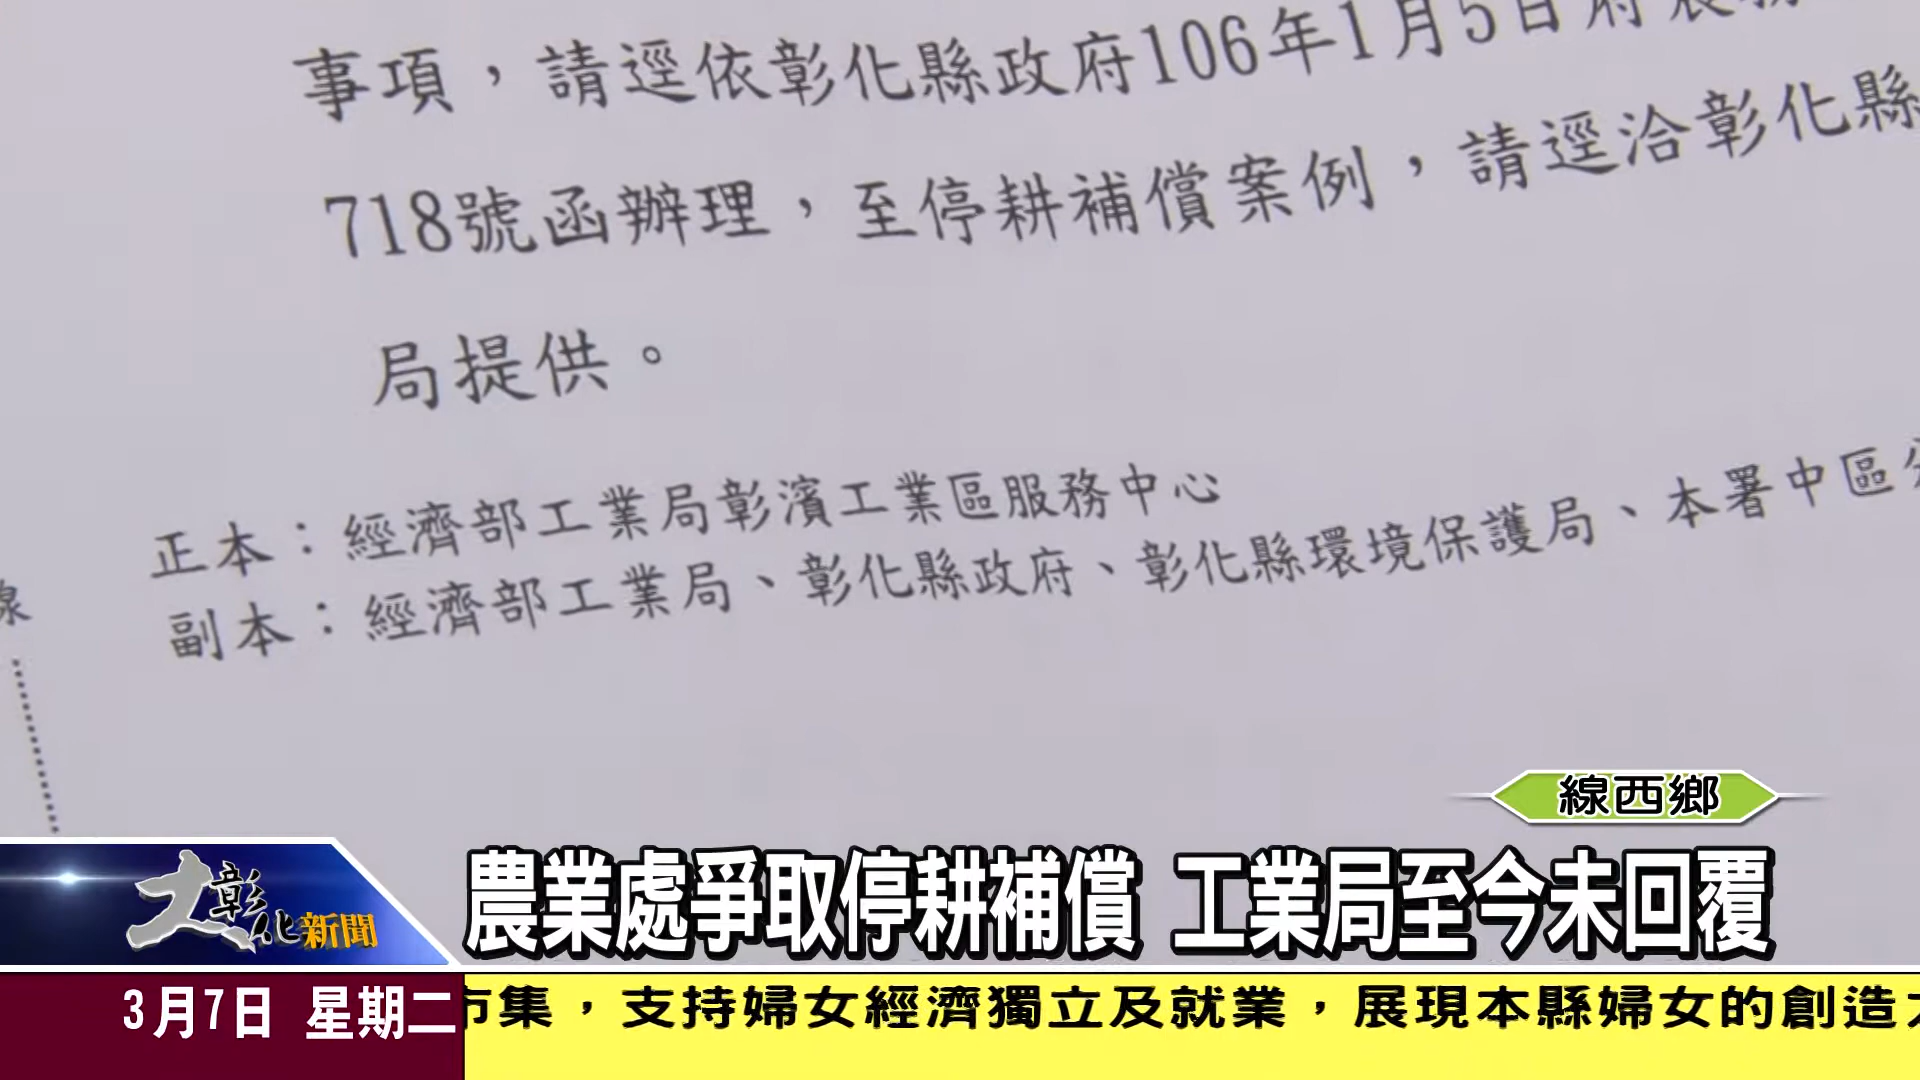 事項，請逕依彰化縣政府106年1月5日府農務
718號函辦理，至停耕補償案例，請逕洽彰化縣
局提供。
正本：經濟部工業局彰濱工業區服務中心
副本：經濟部工業局、彰化縣政府、彰化縣環境保護局、本署中區
線
線西鄉
大彰化新聞
農業處爭取停耕補償 工業局至今未回覆
3月7日 星期二
市集，支持婦女經濟獨立及就業，展現本縣婦女的創造